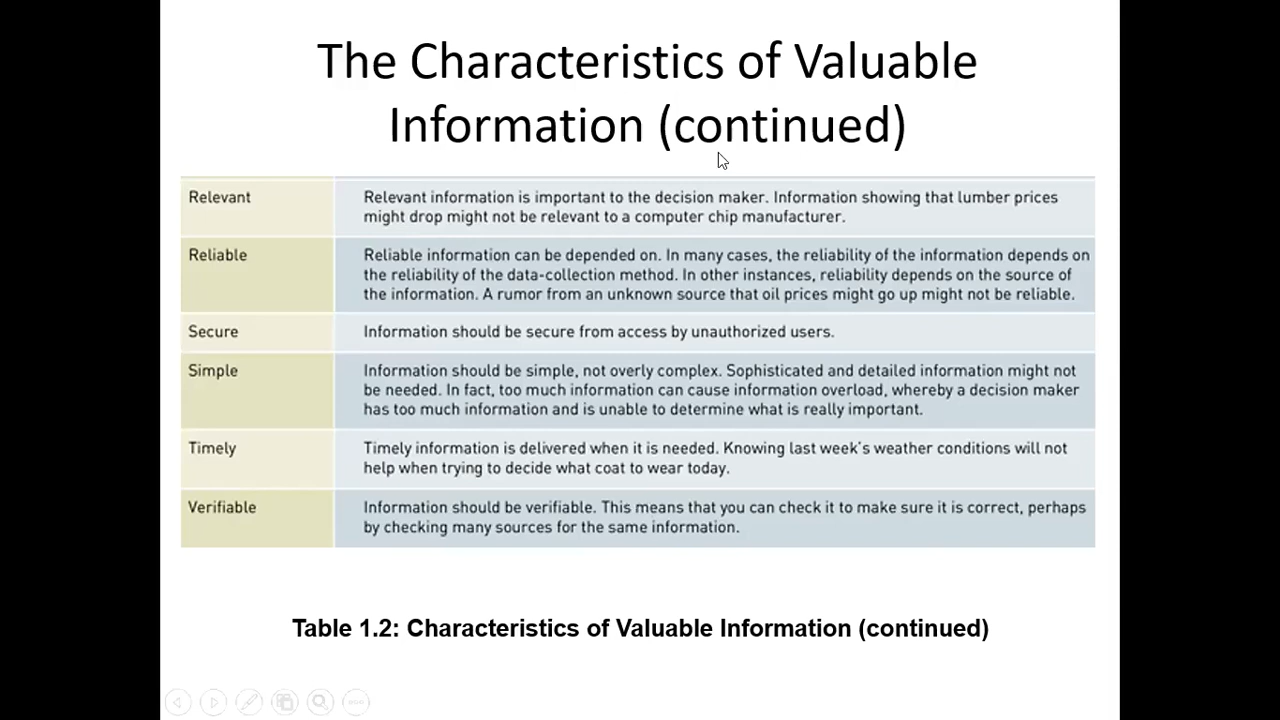 The Characteristics of Valuable
Information (continued)
Relevant
Relevant information is important to the decision maker. Information showing that lumber prices
might drop might not be relevant to a computer chip manufacturer.
Reliable
Reliable information can be depended on. In many cases, the reliability of the information depends on
the reliability of the data-collection method. In other instances, reliability depends on the source of
the information. A rumor from an unknown source that oil prices might go up might not be reliable.
Secure
Information should be secure from access by unauthorized users.
Simple
Information should be simple, not overly complex. Sophisticated and detailed information might not
be needed. In fact, too much information can cause information overload, whereby a decision maker
has too much information and is unable to determine what is really important.
Timely
Timely information is delivered when it is needed. Knowing last week's weather conditions will not
help when trying to decide what coat to wear today.
Verifiable
Information should be verifiable. This means that you can check it to make sure it is correct, perhaps
by checking many sources for the same information.
Table 1.2: Characteristics of Valuable Information (continued)